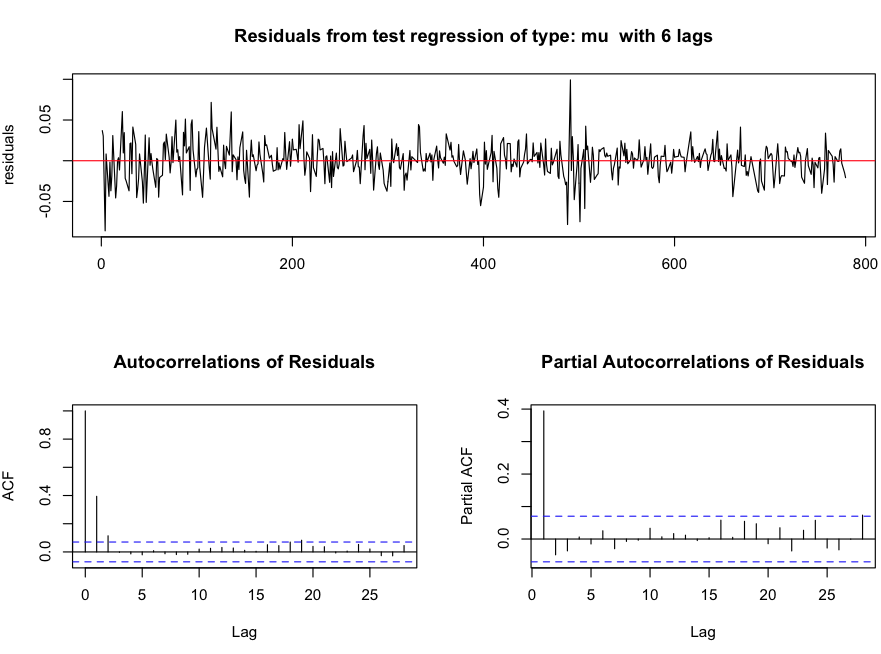 Residuals from test regression of type: mu  with 6 lags
residuals
0.05
-0.05
0 200 400 600 800
Autocorrelations of Residuals
ACF
0.8
0.4
0.0
0 5 10 15 20 25
Lag
Partial Autocorrelations of Residuals
Partial ACF
0.4
0.2
0.0
0 5 10 15 20 25
Lag